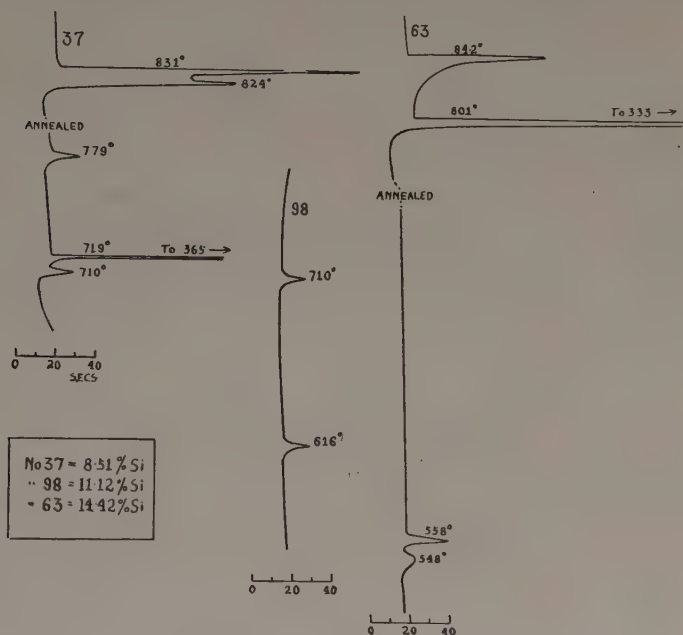 37
831°
824°
ANNEALED
779°
719°
To 365 →
710°
0 20 40
SECS
98
710°
616°
0 20 40
63
842°
801°
To 333 →
ANNEALED
558°
548°
0 20 40
No 37 = 8·51% Si
" 98 = 11·12% Si
" 63 = 14·42% Si